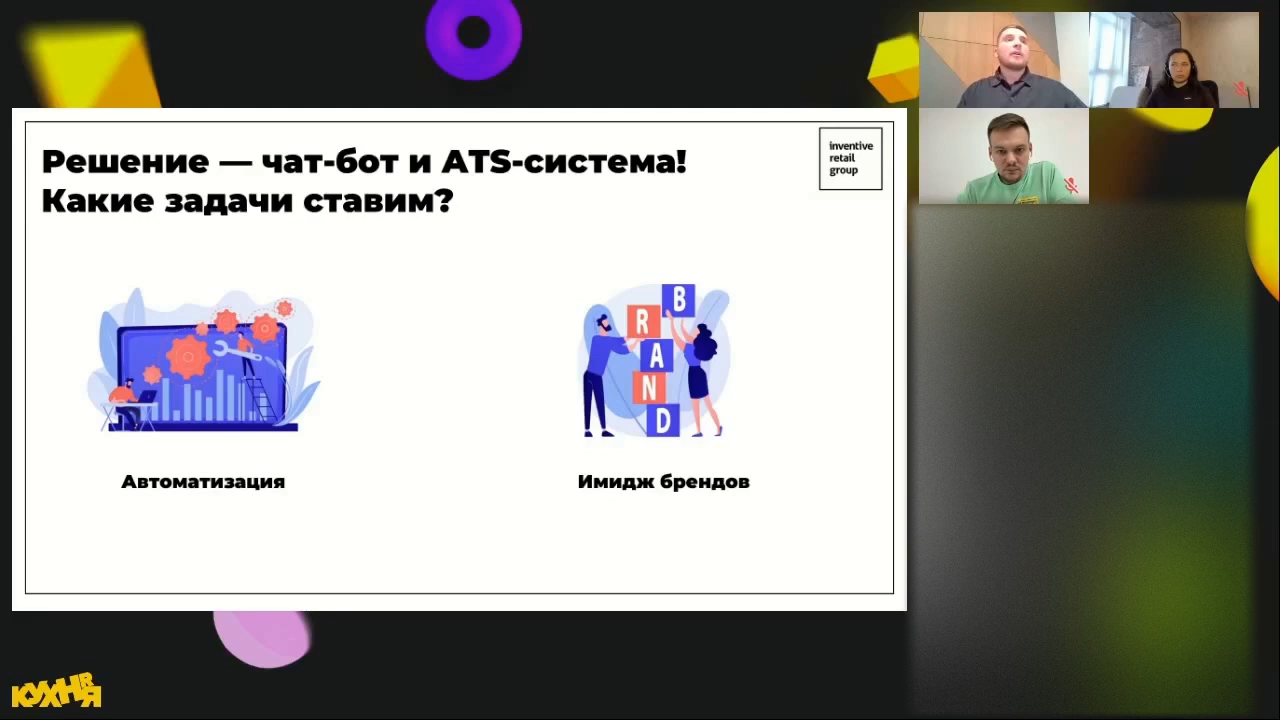 Решение — чат-бот и ATS-система!
Какие задачи ставим?
inventive
retail
group
B
R
A
N
D
Автоматизация
Имидж брендов
КУХНЯ